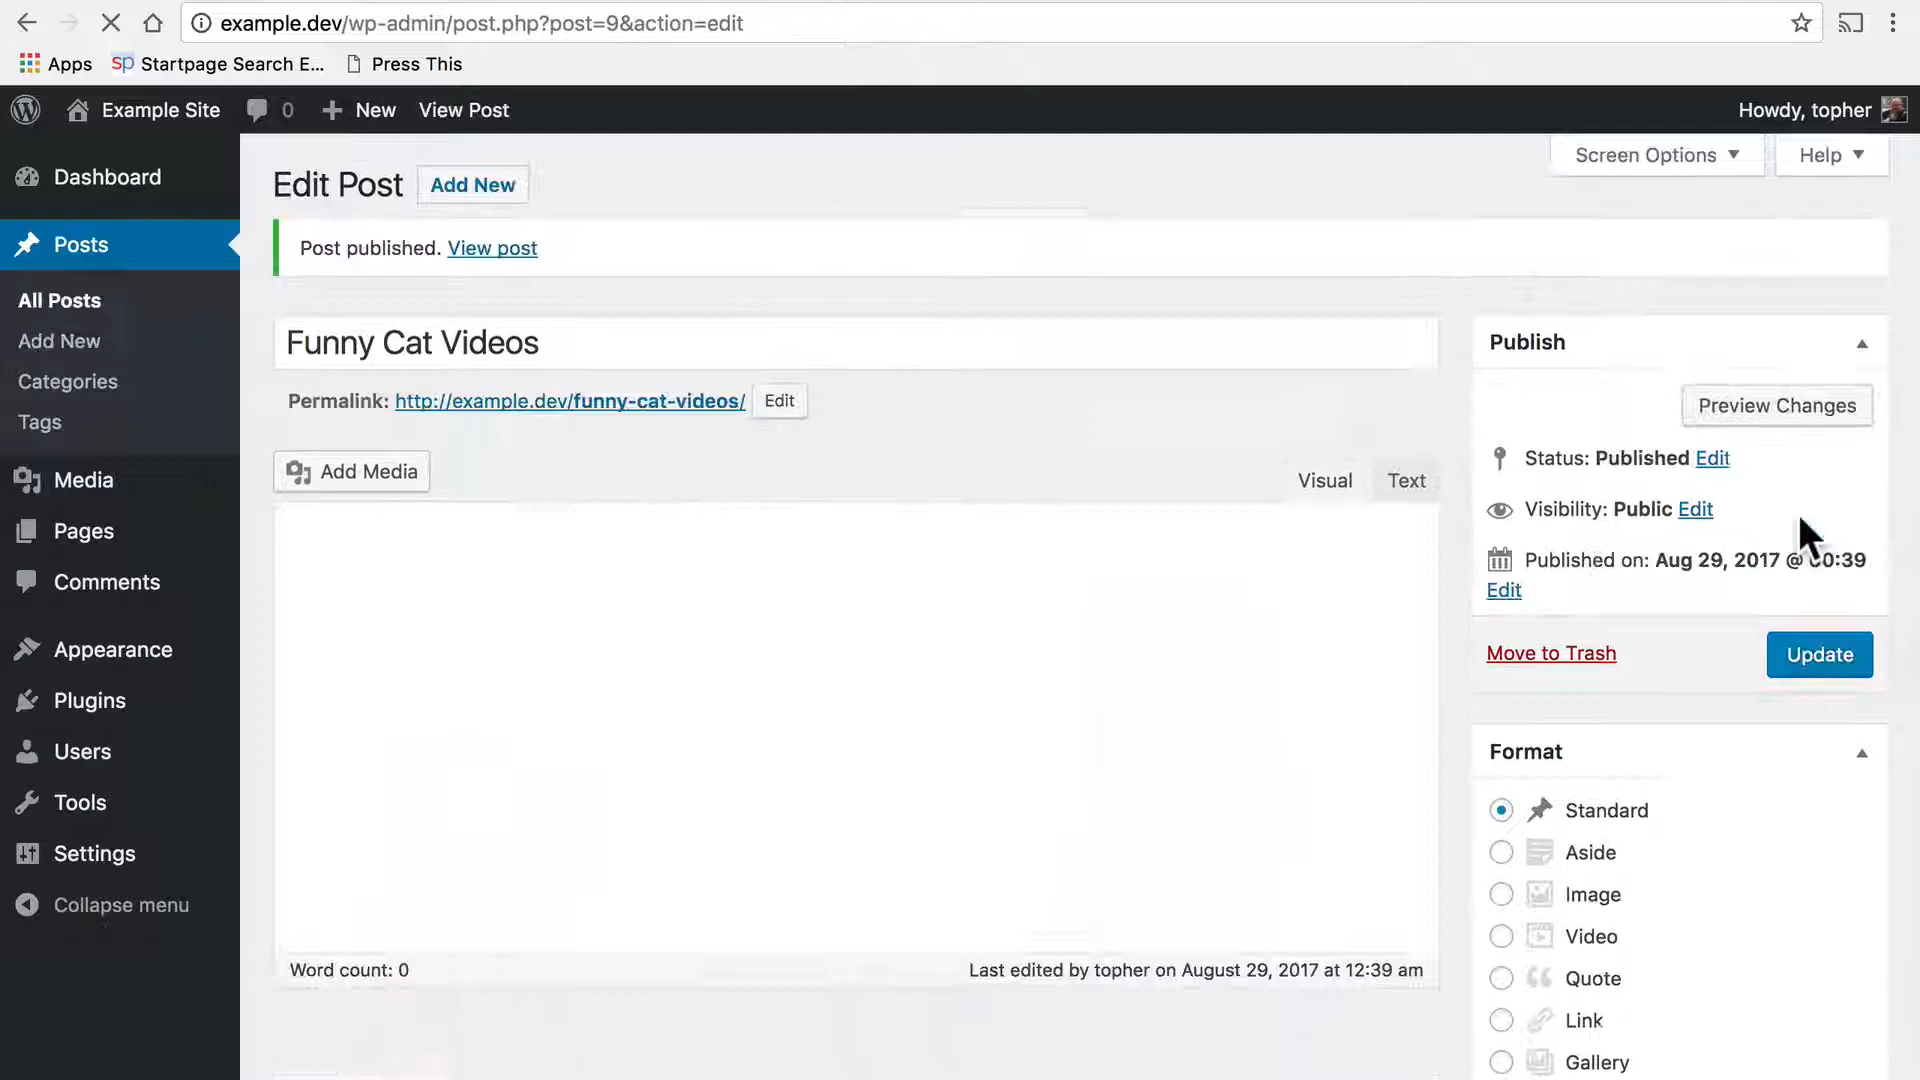 example.dev/wp-admin/post.php?post=9&action=edit
Apps
Startpage Search E...
Press This
Example Site
0
New
View Post
Howdy, topher
Dashboard
Posts
All Posts
Add New
Categories
Tags
Media
Pages
Comments
Appearance
Plugins
Users
Tools
Settings
Collapse menu
Screen Options
Help
Edit Post
Add New
Post published. View post
Funny Cat Videos
Permalink: http://example.dev/funny-cat-videos/ Edit
Add Media
Visual
Text
Word count: 0
Last edited by topher on August 29, 2017 at 12:39 am
Publish
Preview Changes
Status: Published Edit
Visibility: Public Edit
Published on: Aug 29, 2017 @
Edit
Move to Trash
Update
Format
Standard
Aside
Image
Video
Quote
Link
Gallery